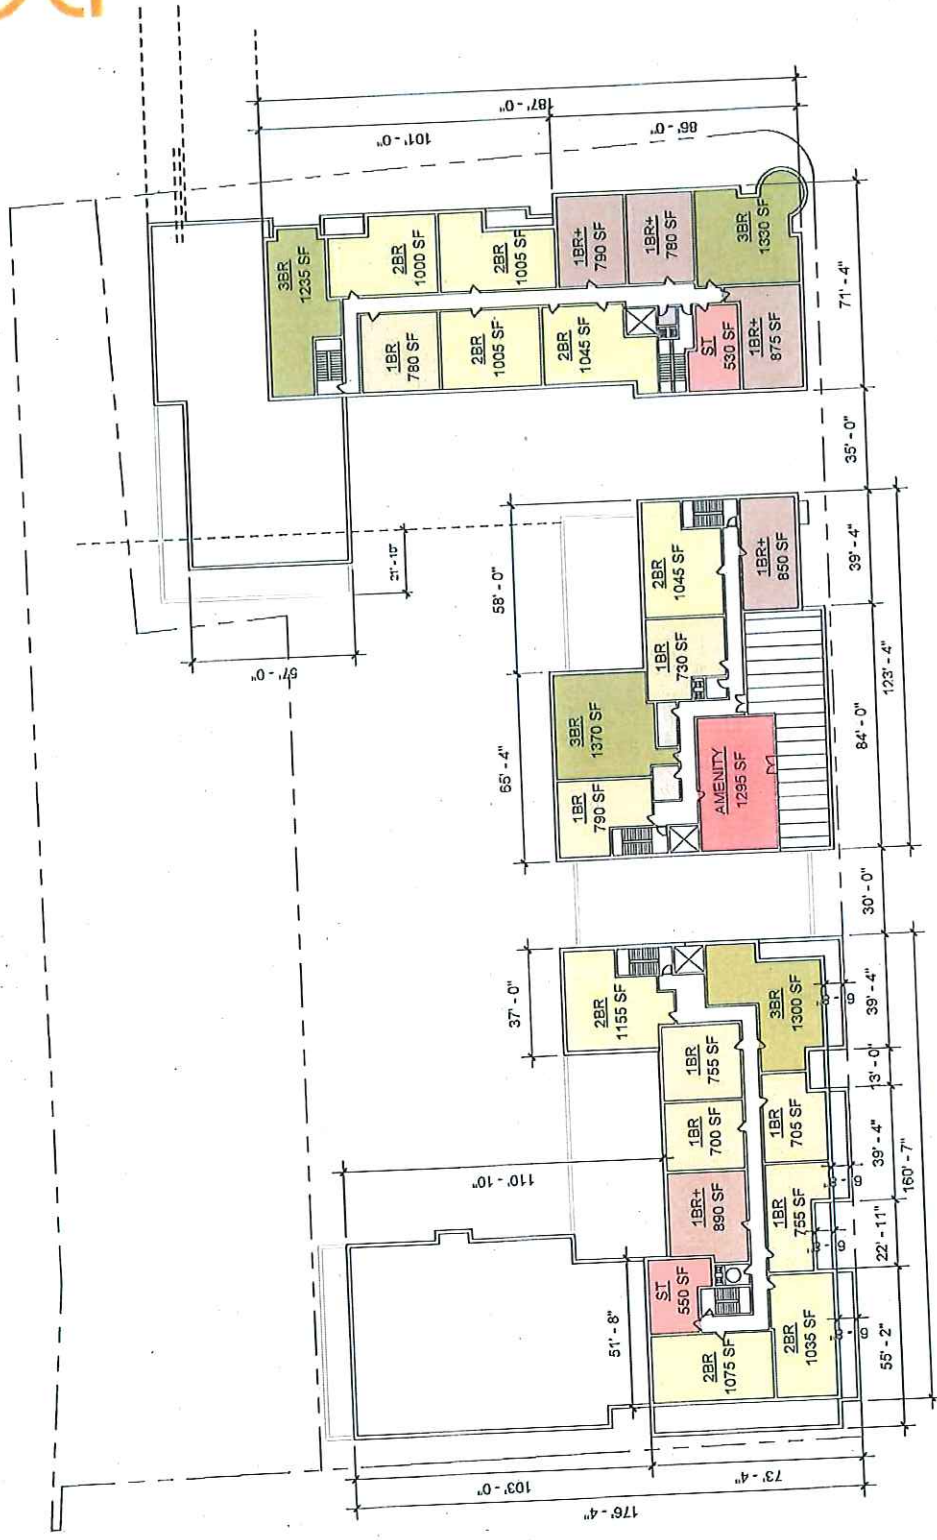 187' - 0"
101' - 0"
86' - 0"
3BR
1235 SF
2BR
1000 SF
2BR
1005 SF
1BR+
790 SF
1BR+
780 SF
3BR
1330 SF
1BR
780 SF
2BR
1005 SF
2BR
1045 SF
ST
530 SF
1BR+
875 SF
71' - 4"
35' - 0"
21' - 10"
57' - 0"
58' - 0"
2BR
1045 SF
1BR+
850 SF
39' - 4"
1BR
730 SF
3BR
1370 SF
65' - 4"
1BR
790 SF
AMENITY
1295 SF
84' - 0"
123' - 4"
30' - 0"
37' - 0"
2BR
1155 SF
3BR
1300 SF
39' - 4"
1BR
755 SF
13' - 0"
1BR
700 SF
1BR
705 SF
39' - 4"
110' - 10"
1BR+
890 SF
1BR
755 SF
22' - 11"
160' - 7"
ST
550 SF
51' - 8"
2BR
1075 SF
2BR
1035 SF
55' - 2"
103' - 0"
73' - 4"
176' - 4"